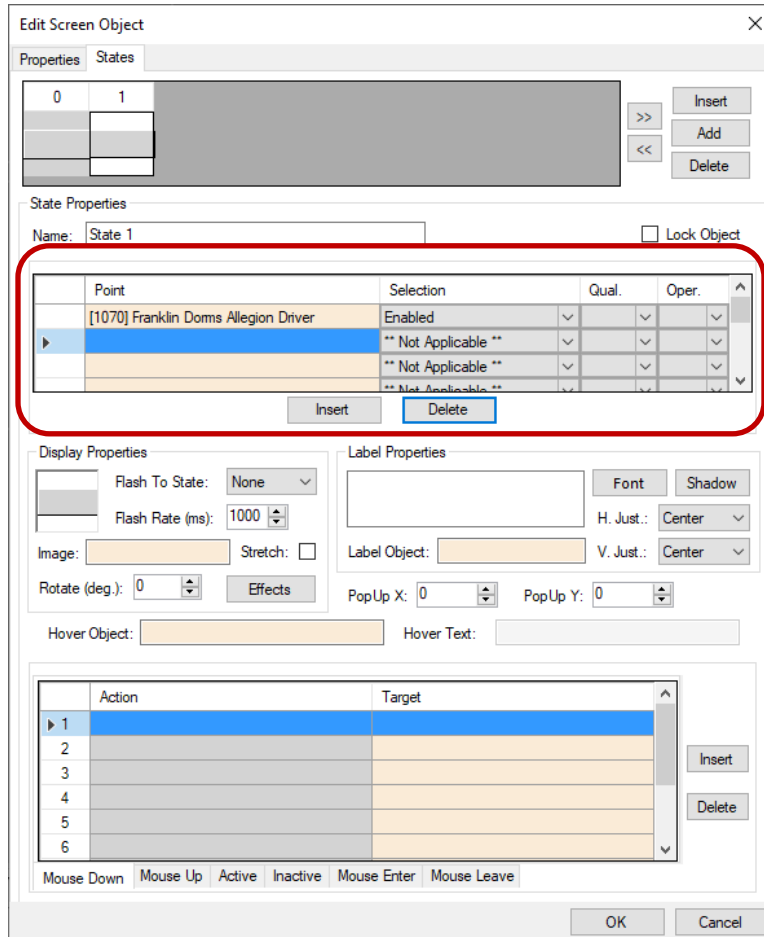 Edit Screen Object
Properties States
0 1
Insert
>>
Add
<<
Delete
State Properties
Name: State 1 Lock Object
Point Selection Qual. Oper.
[1070] Franklin Dorms Allegion Driver Enabled
** Not Applicable **
** Not Applicable **
** Not Applicable **
Insert Delete
Display Properties Label Properties
Flash To State: None Font Shadow
Flash Rate (ms): 1000 H. Just.: Center
Image: Stretch: Label Object: V. Just.: Center
Rotate (deg.): 0 Effects PopUp X: 0 PopUp Y: 0
Hover Object: Hover Text:
Action Target
1
2
3
4
5
6
Insert
Delete
Mouse Down Mouse Up Active Inactive Mouse Enter Mouse Leave
OK Cancel